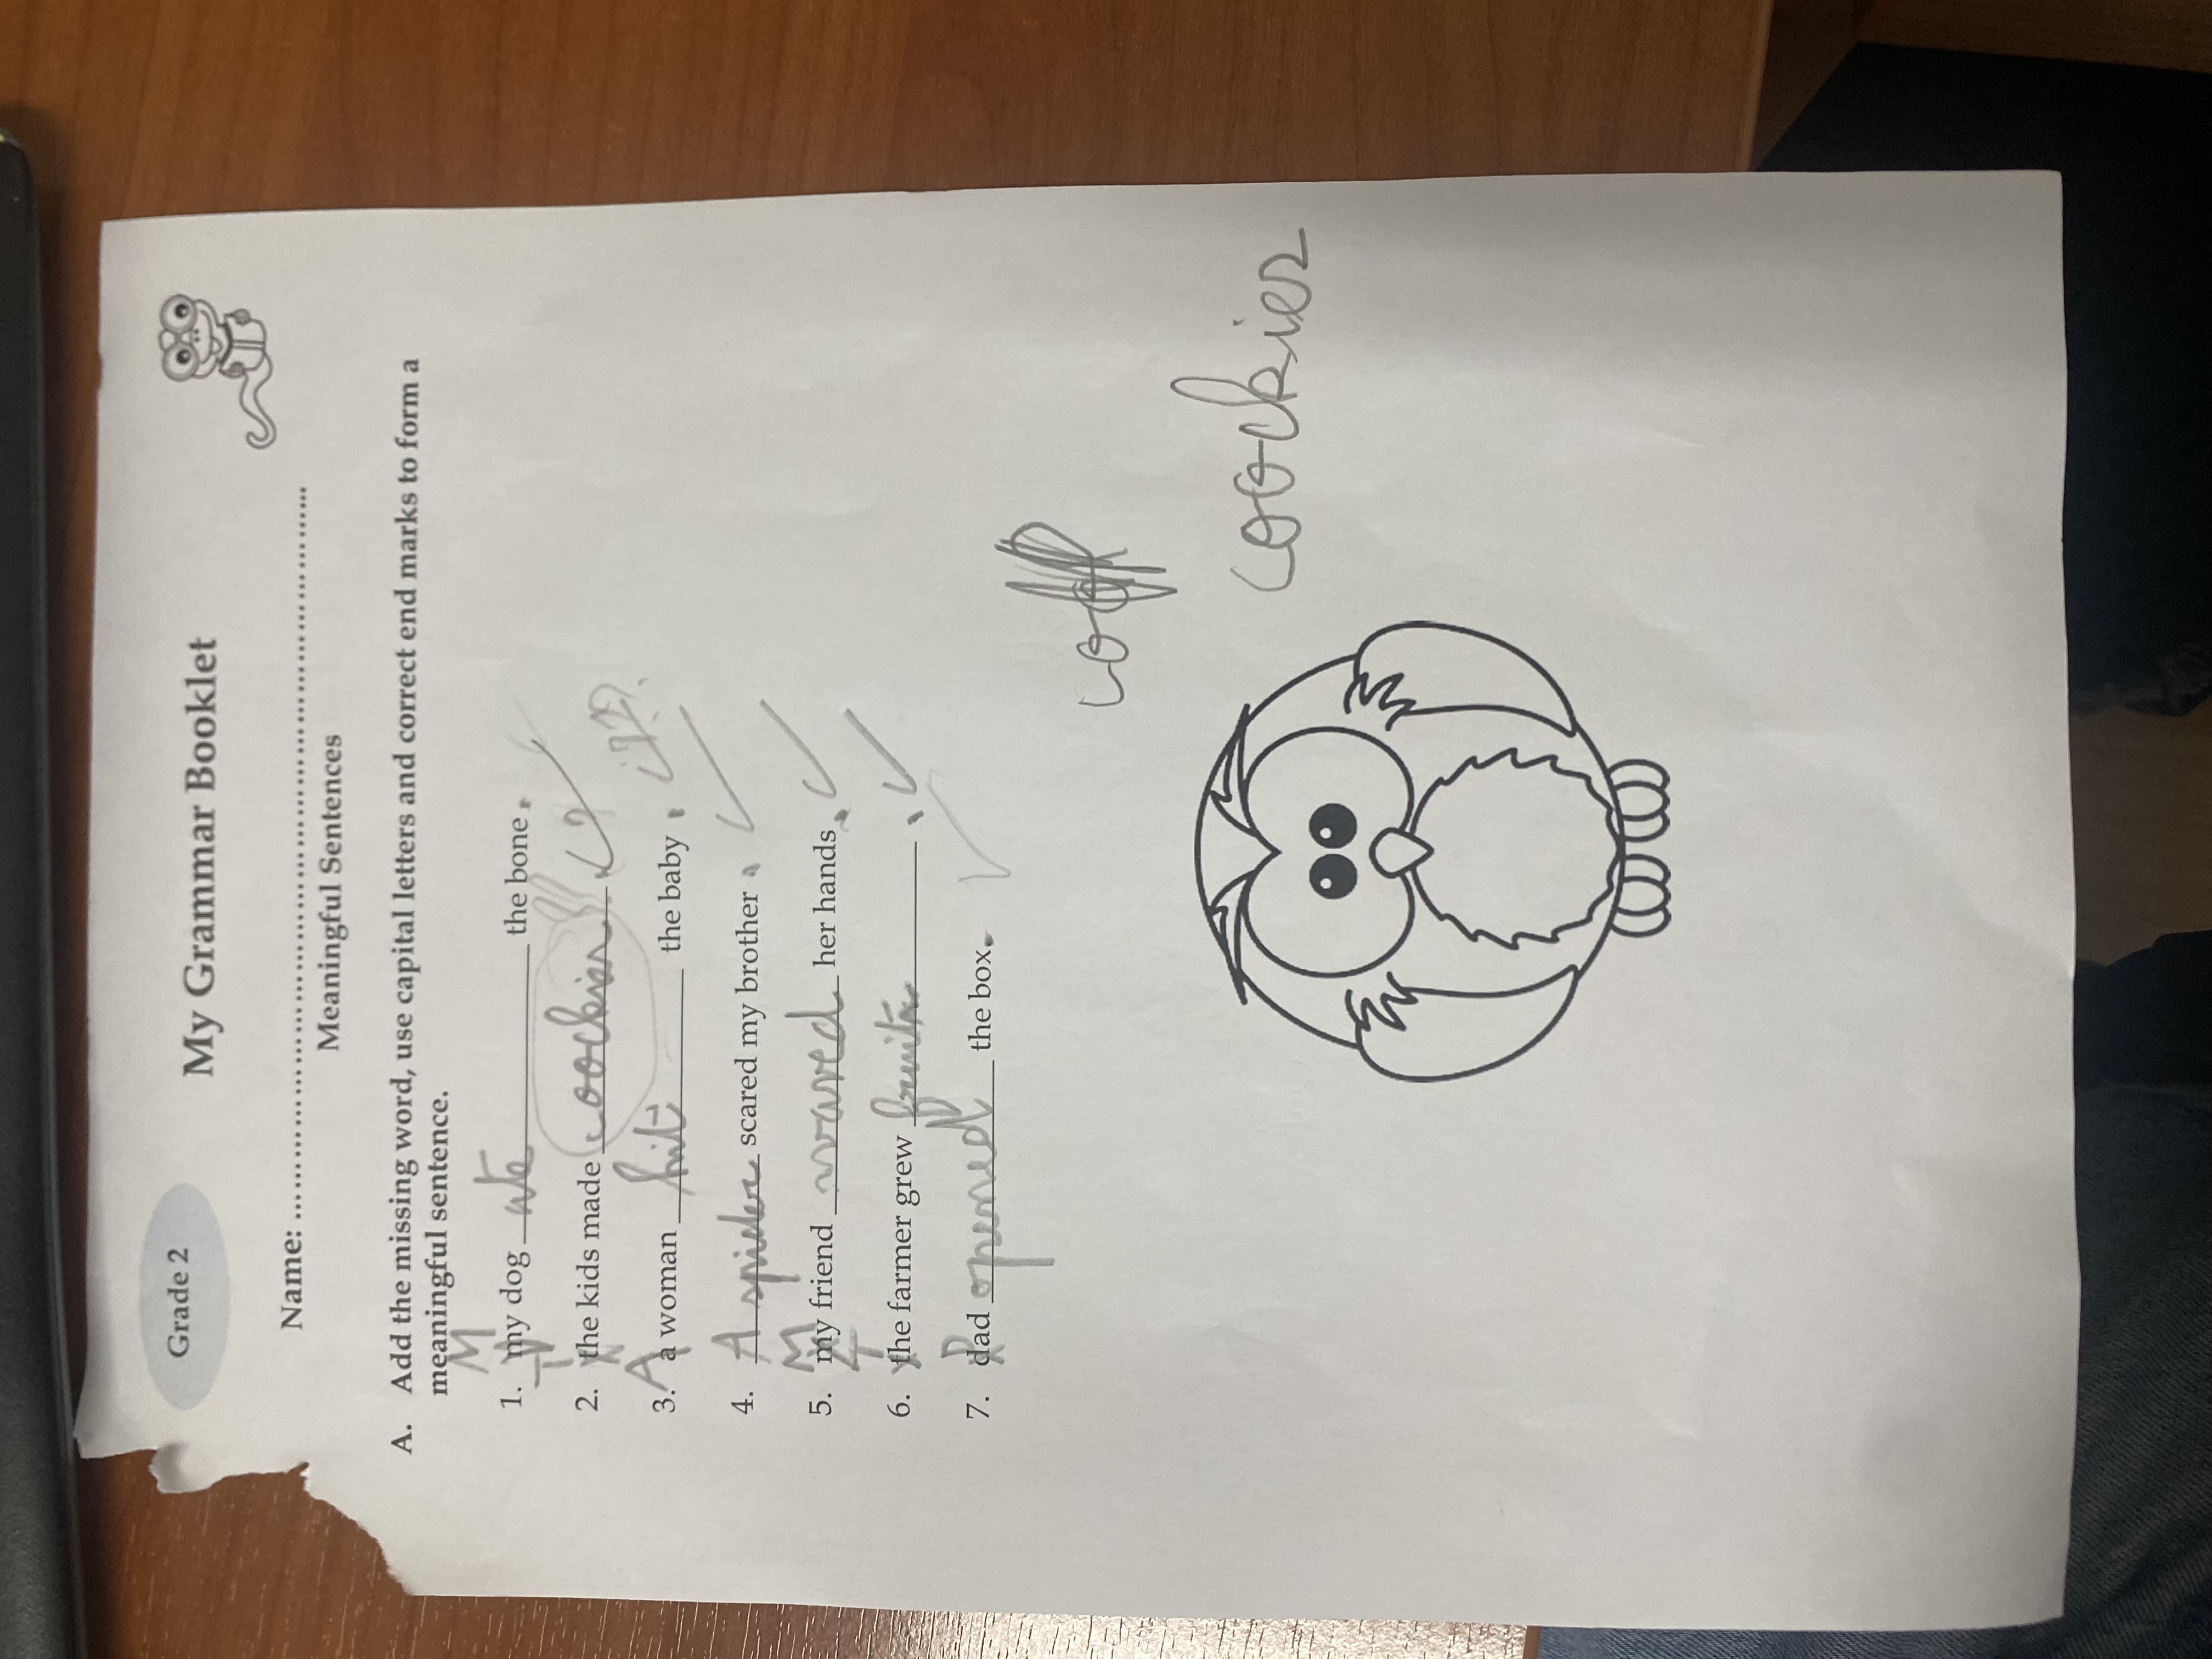 Grade 2
My Grammar Booklet
Name: ................................................................
Meaningful Sentences
A. Add the missing word, use capital letters and correct end marks to form a
meaningful sentence.
M
1. my dog ate the bone.
T
2. the kids made coockies.
A
3. a woman hit the baby.
4. A spider scared my brother.
M
5. my friend waved her hands.
T
6. the farmer grew fruits.
D
7. dad opened the box.
coockies